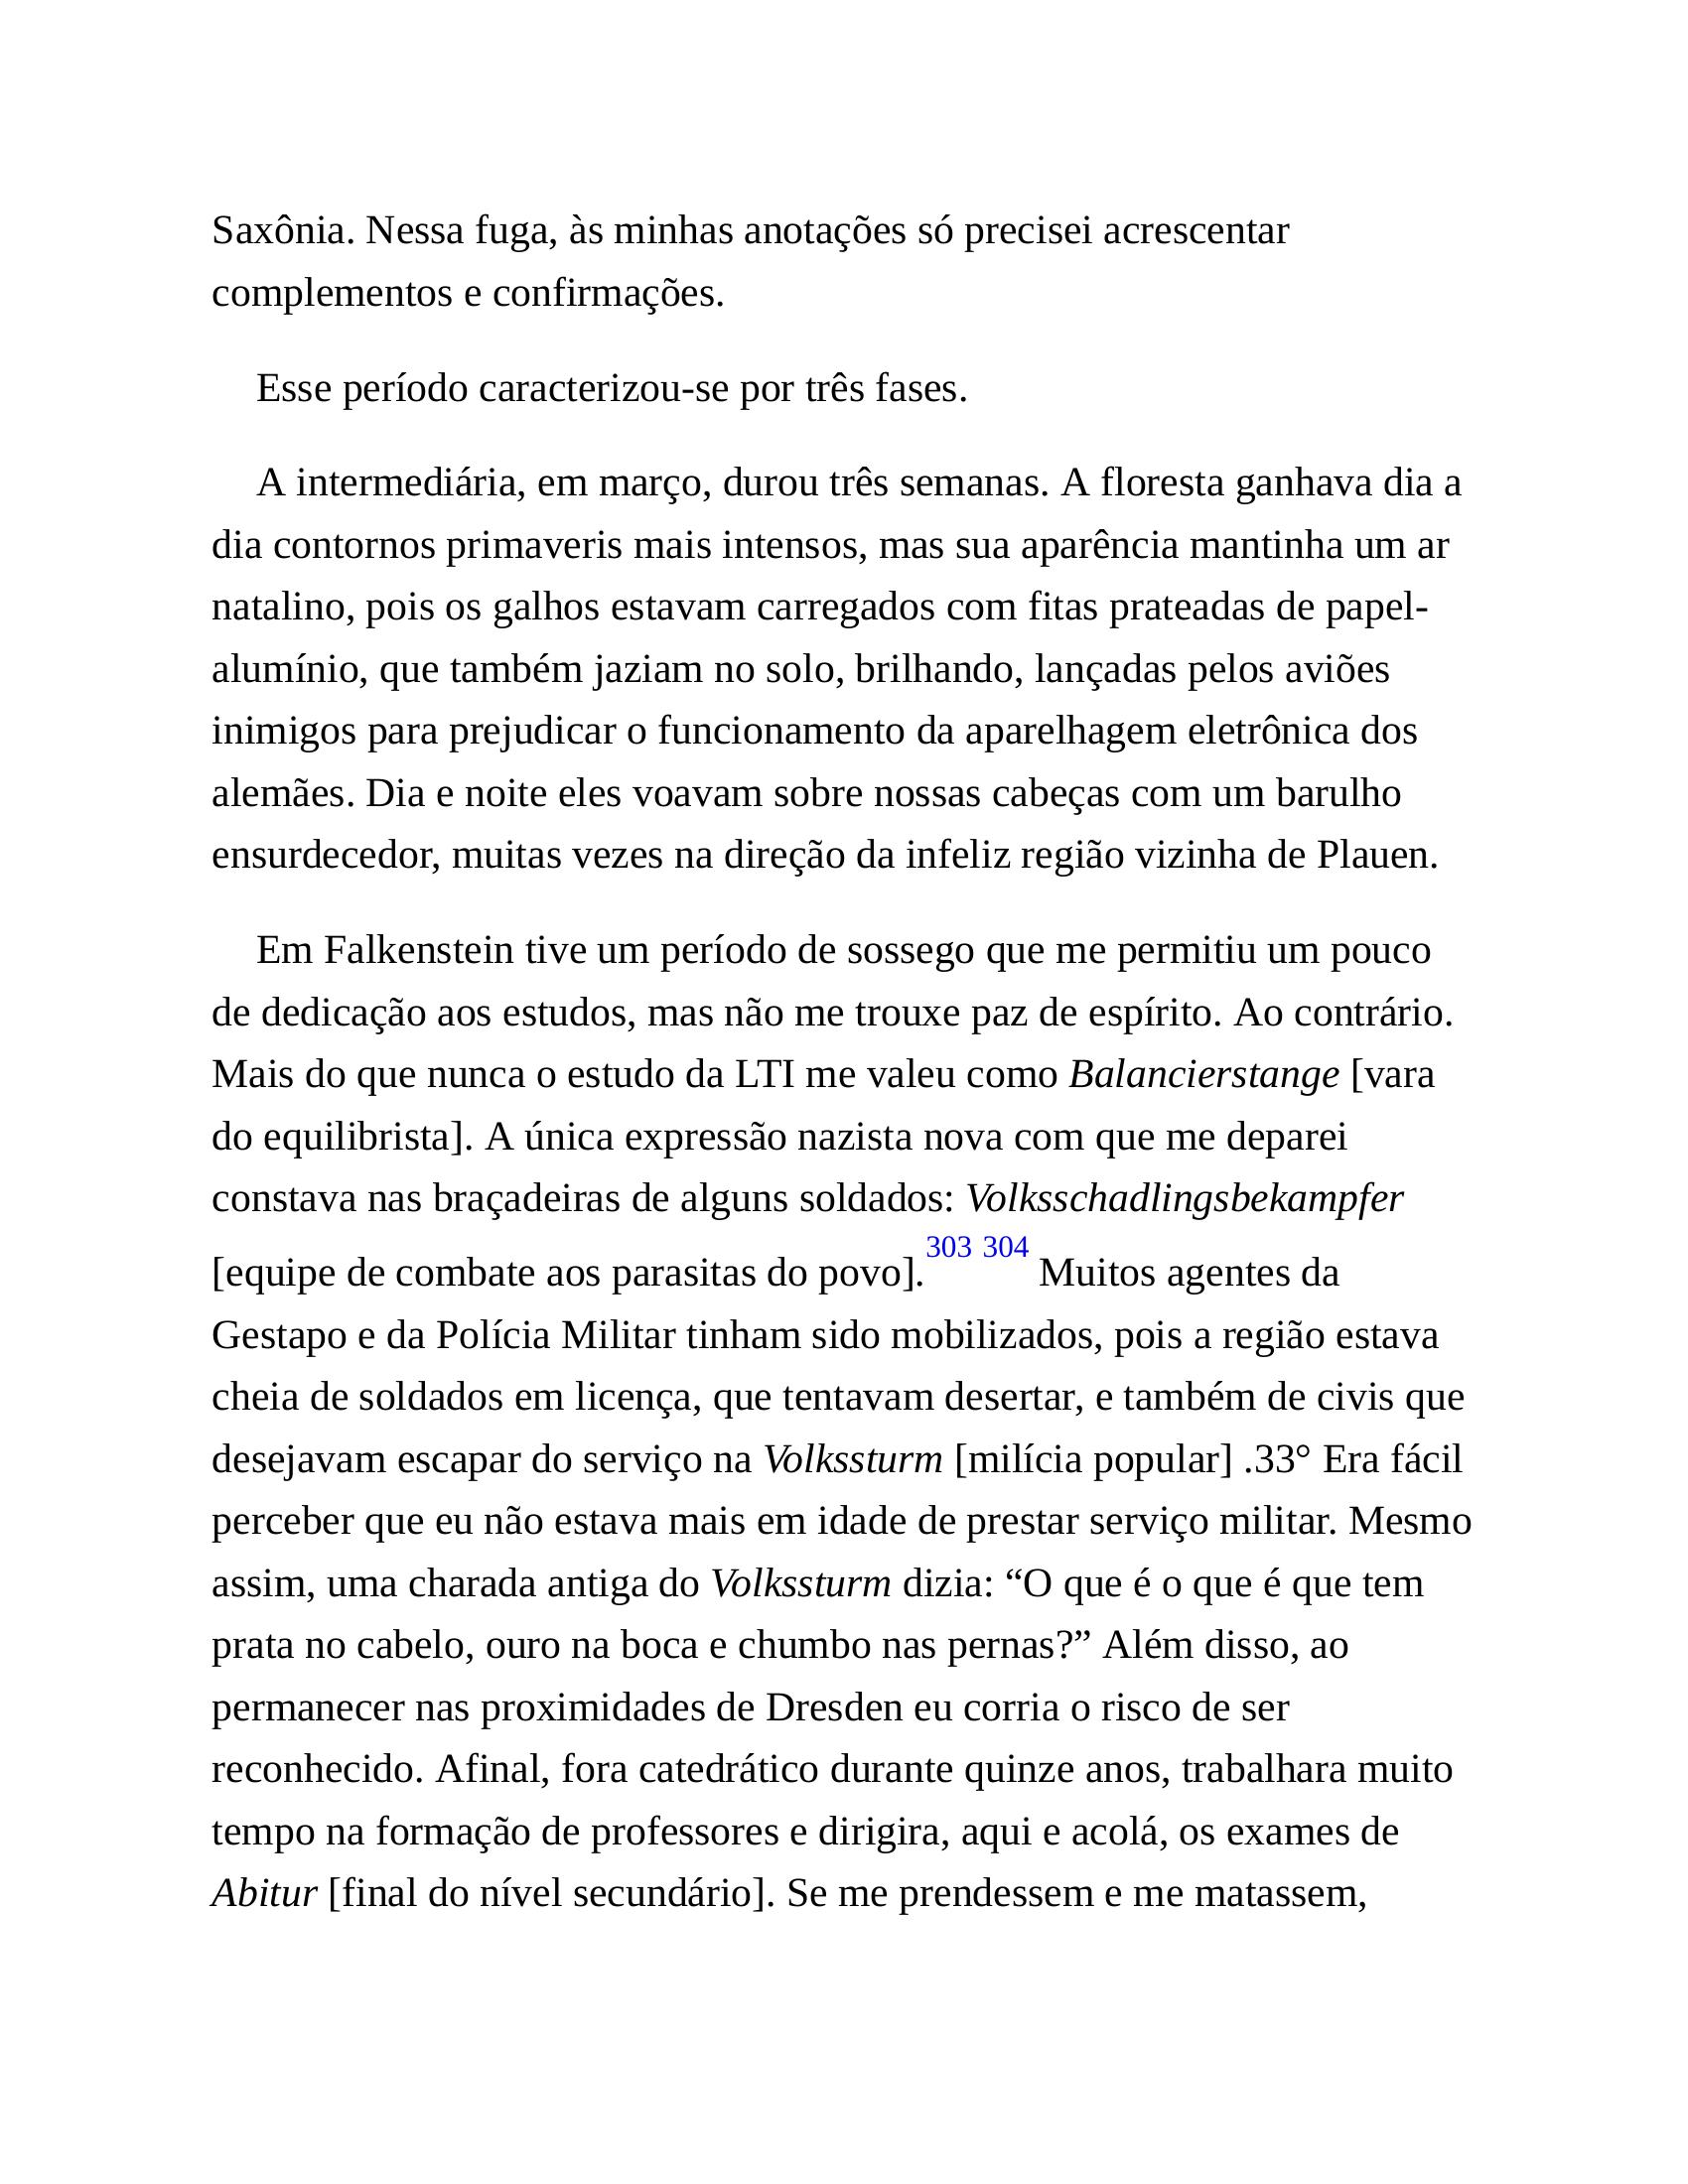 Saxônia. Nessa fuga, às minhas anotações só precisei acrescentar
complementos e confirmações.
Esse período caracterizou-se por três fases.
A intermediária, em março, durou três semanas. A floresta ganhava dia a
dia contornos primaveris mais intensos, mas sua aparência mantinha um ar
natalino, pois os galhos estavam carregados com fitas prateadas de papel-
alumínio, que também jaziam no solo, brilhando, lançadas pelos aviões
inimigos para prejudicar o funcionamento da aparelhagem eletrônica dos
alemães. Dia e noite eles voavam sobre nossas cabeças com um barulho
ensurdecedor, muitas vezes na direção da infeliz região vizinha de Plauen.
Em Falkenstein tive um período de sossego que me permitiu um pouco
de dedicação aos estudos, mas não me trouxe paz de espírito. Ao contrário.
Mais do que nunca o estudo da LTI me valeu como Balancierstange [vara
do equilibrista]. A única expressão nazista nova com que me deparei
constava nas braçadeiras de alguns soldados: Volksschadlingsbekampfer
[equipe de combate aos parasitas do povo].303 304 Muitos agentes da
Gestapo e da Polícia Militar tinham sido mobilizados, pois a região estava
cheia de soldados em licença, que tentavam desertar, e também de civis que
desejavam escapar do serviço na Volkssturm [milícia popular] .33° Era fácil
perceber que eu não estava mais em idade de prestar serviço militar. Mesmo
assim, uma charada antiga do Volkssturm dizia: “O que é o que é que tem
prata no cabelo, ouro na boca e chumbo nas pernas?” Além disso, ao
permanecer nas proximidades de Dresden eu corria o risco de ser
reconhecido. Afinal, fora catedrático durante quinze anos, trabalhara muito
tempo na formação de professores e dirigira, aqui e acolá, os exames de
Abitur [final do nível secundário]. Se me prendessem e me matassem,